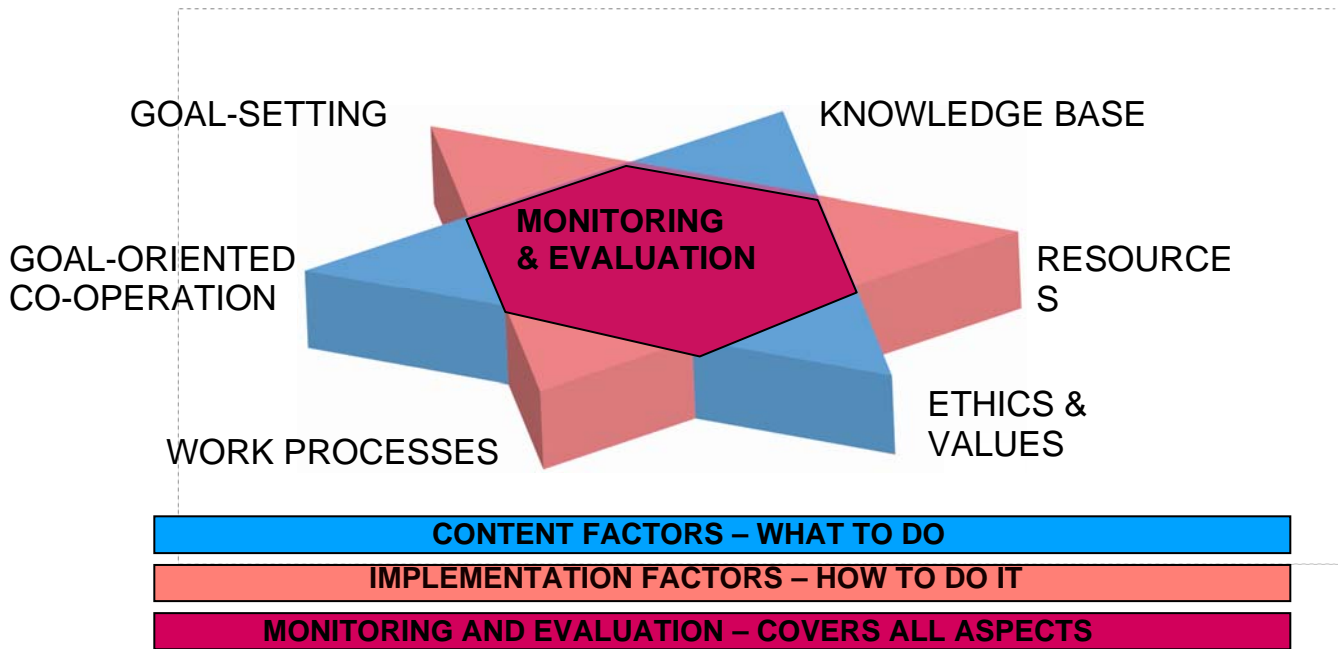 GOAL-SETTING
KNOWLEDGE BASE
MONITORING
& EVALUATION
GOAL-ORIENTED
CO-OPERATION
RESOURCE
S
ETHICS &
VALUES
WORK PROCESSES
CONTENT FACTORS – WHAT TO DO
IMPLEMENTATION FACTORS – HOW TO DO IT
MONITORING AND EVALUATION – COVERS ALL ASPECTS